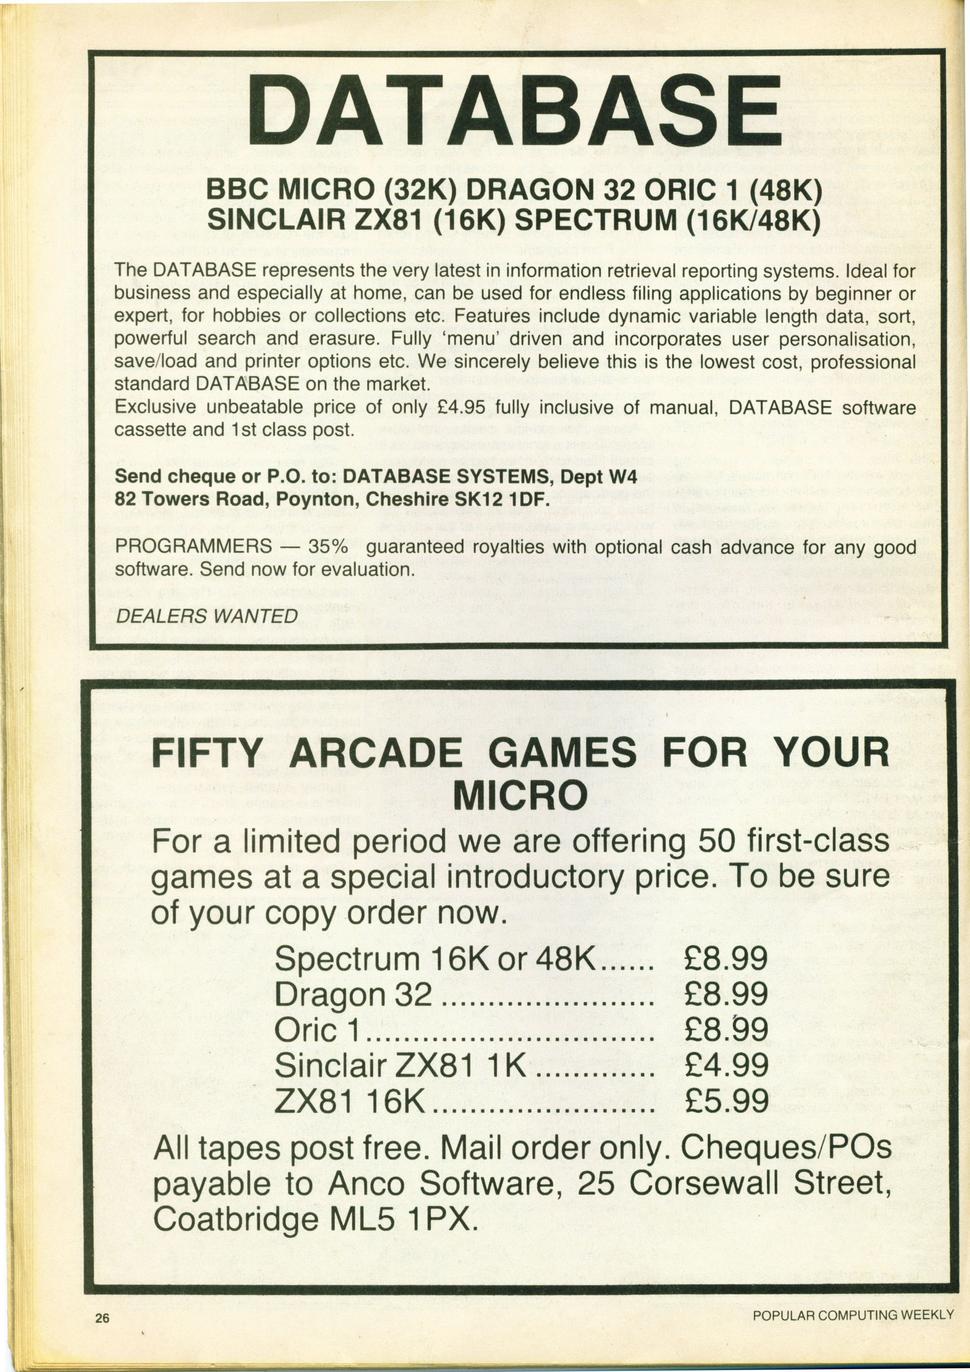 DATABASE
BBC MICRO (32K) DRAGON 32 ORIC 1 (48K)
SINCLAIR ZX81 (16K) SPECTRUM (16K/48K)
The DATABASE represents the very latest in information retrieval reporting systems. Ideal for
business and especially at home, can be used for endless filing applications by beginner or
expert, for hobbies or collections etc. Features include dynamic variable length data, sort,
powerful search and erasure. Fully 'menu' driven and incorporates user personalisation,
save/load and printer options etc. We sincerely believe this is the lowest cost, professional
standard DATABASE on the market.
Exclusive unbeatable price of only £4.95 fully inclusive of manual, DATABASE software
cassette and 1st class post.
Send cheque or P.O. to: DATABASE SYSTEMS, Dept W4
82 Towers Road, Poynton, Cheshire SK12 1DF.
PROGRAMMERS — 35% guaranteed royalties with optional cash advance for any good
software. Send now for evaluation.
DEALERS WANTED
FIFTY ARCADE GAMES FOR YOUR
MICRO
For a limited period we are offering 50 first-class
games at a special introductory price. To be sure
of your copy order now.
Spectrum 16K or 48K...... £8.99
Dragon 32 ....................... £8.99
Oric 1............................... £8.99
Sinclair ZX81 1K ............. £4.99
ZX81 16K........................ £5.99
All tapes post free. Mail order only. Cheques/POs
payable to Anco Software, 25 Corsewall Street,
Coatbridge ML5 1PX.
26
POPULAR COMPUTING WEEKLY